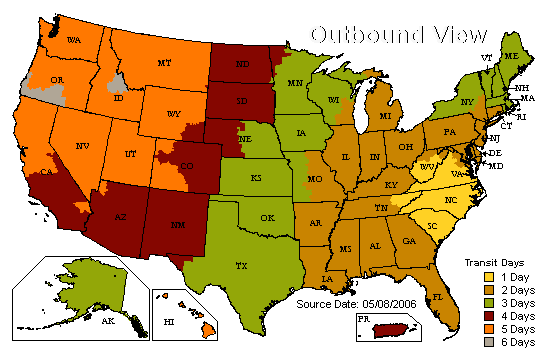 Outbound View
WA
MT
ND
MN
VT
ME
OR
ID
SD
WI
NH
MA
NY
WY
MI
RI
CT
IA
PA
NV
NE
OH
NJ
IL
IN
UT
CO
DE
WV
VA
MD
CA
KS
MO
KY
NC
TN
AZ
NM
OK
AR
SC
MS
AL
GA
TX
LA
FL
AK
HI
PR
Source Date: 05/08/2006
Transit Days
1 Day
2 Days
3 Days
4 Days
5 Days
6 Days